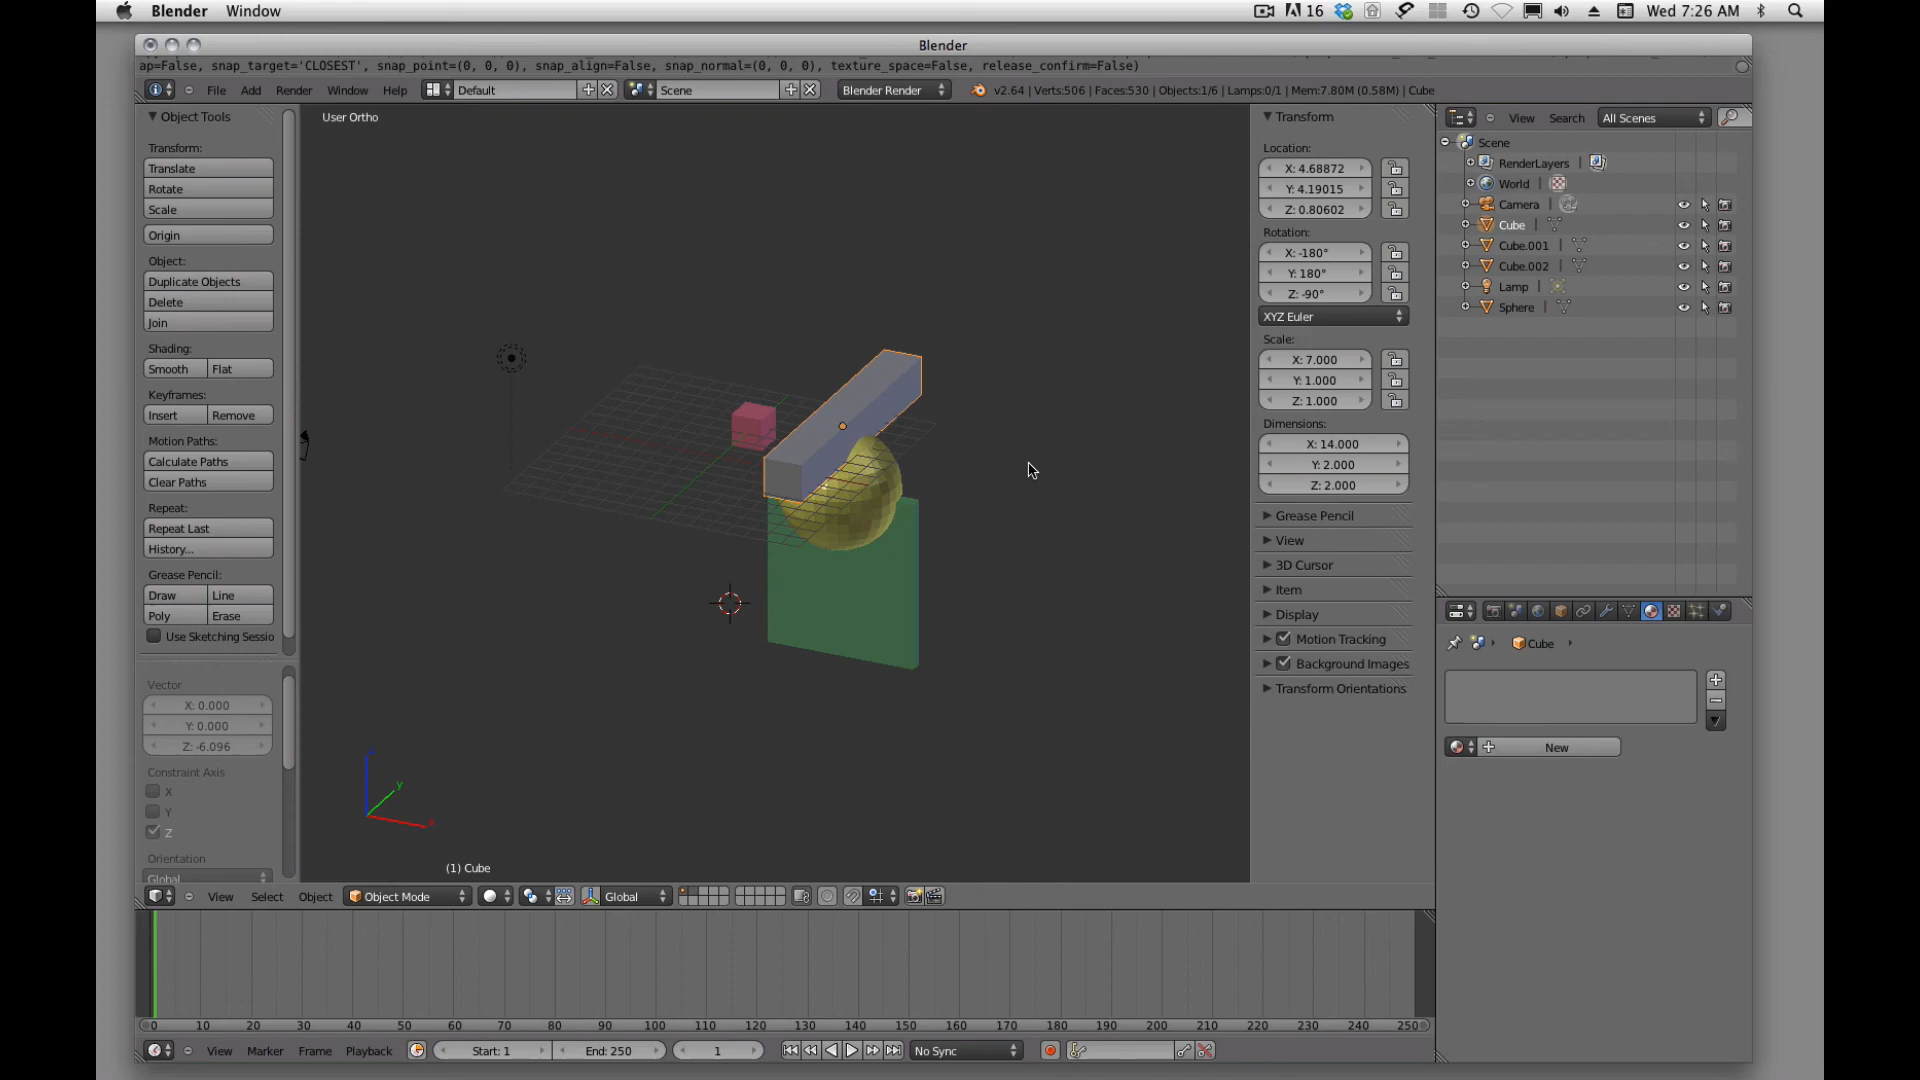 Blender Window 16 Wed 7:26 AM
Blender
ap=False, snap_target='CLOSEST', snap_point=(0, 0, 0), snap_align=False, snap_normal=(0, 0, 0), texture_space=False, release_confirm=False)
File Add Render Window Help Default Scene Blender Render v2.64 | Verts:506 | Faces:530 | Objects:1/6 | Lamps:0/1 | Mem:7.80M (0.58M) | Cube
Object Tools
Transform:
Translate
Rotate
Scale
Origin
Object:
Duplicate Objects
Delete
Join
Shading:
Smooth Flat
Keyframes:
Insert Remove
Motion Paths:
Calculate Paths
Clear Paths
Repeat:
Repeat Last
History...
Grease Pencil:
Draw Line
Poly Erase
Use Sketching Sessio
Vector
X: 0.000
Y: 0.000
Z: -6.096
Constraint Axis
X
Y
Z
Orientation
Global
User Ortho
z
y
x
(1) Cube
Transform
Location:
X: 4.68872
Y: 4.19015
Z: 0.80602
Rotation:
X: -180°
Y: 180°
Z: -90°
XYZ Euler
Scale:
X: 7.000
Y: 1.000
Z: 1.000
Dimensions:
X: 14.000
Y: 2.000
Z: 2.000
Grease Pencil
View
3D Cursor
Item
Display
Motion Tracking
Background Images
Transform Orientations
View Search All Scenes
Scene
RenderLayers
World
Camera
Cube
Cube.001
Cube.002
Lamp
Sphere
Cube
New
View Select Object Object Mode Global
0 10 20 30 40 50 60 70 80 90 100 110 120 130 140 150 160 170 180 190 200 210 220 230 240 250
View Marker Frame Playback Start: 1 End: 250 1 No Sync